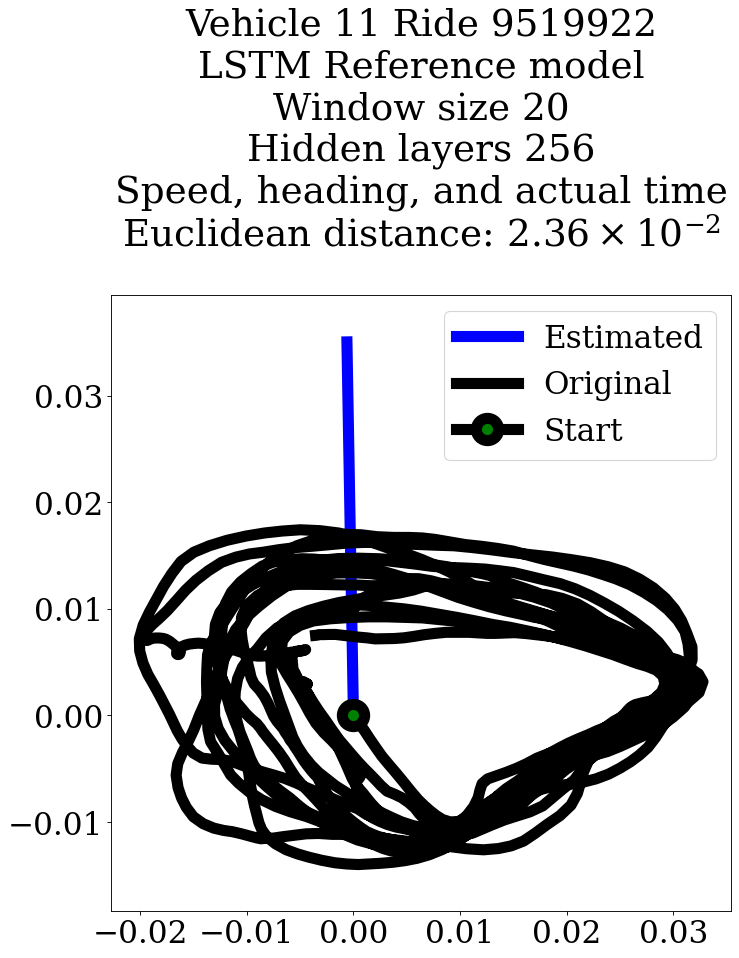 Vehicle 11 Ride 9519922
LSTM Reference model
Window size 20
Hidden layers 256
Speed, heading, and actual time
Euclidean distance: 2.36 × 10⁻²
Estimated
Original
Start
0.03
0.02
0.01
0.00
−0.01
−0.02 −0.01 0.00 0.01 0.02 0.03